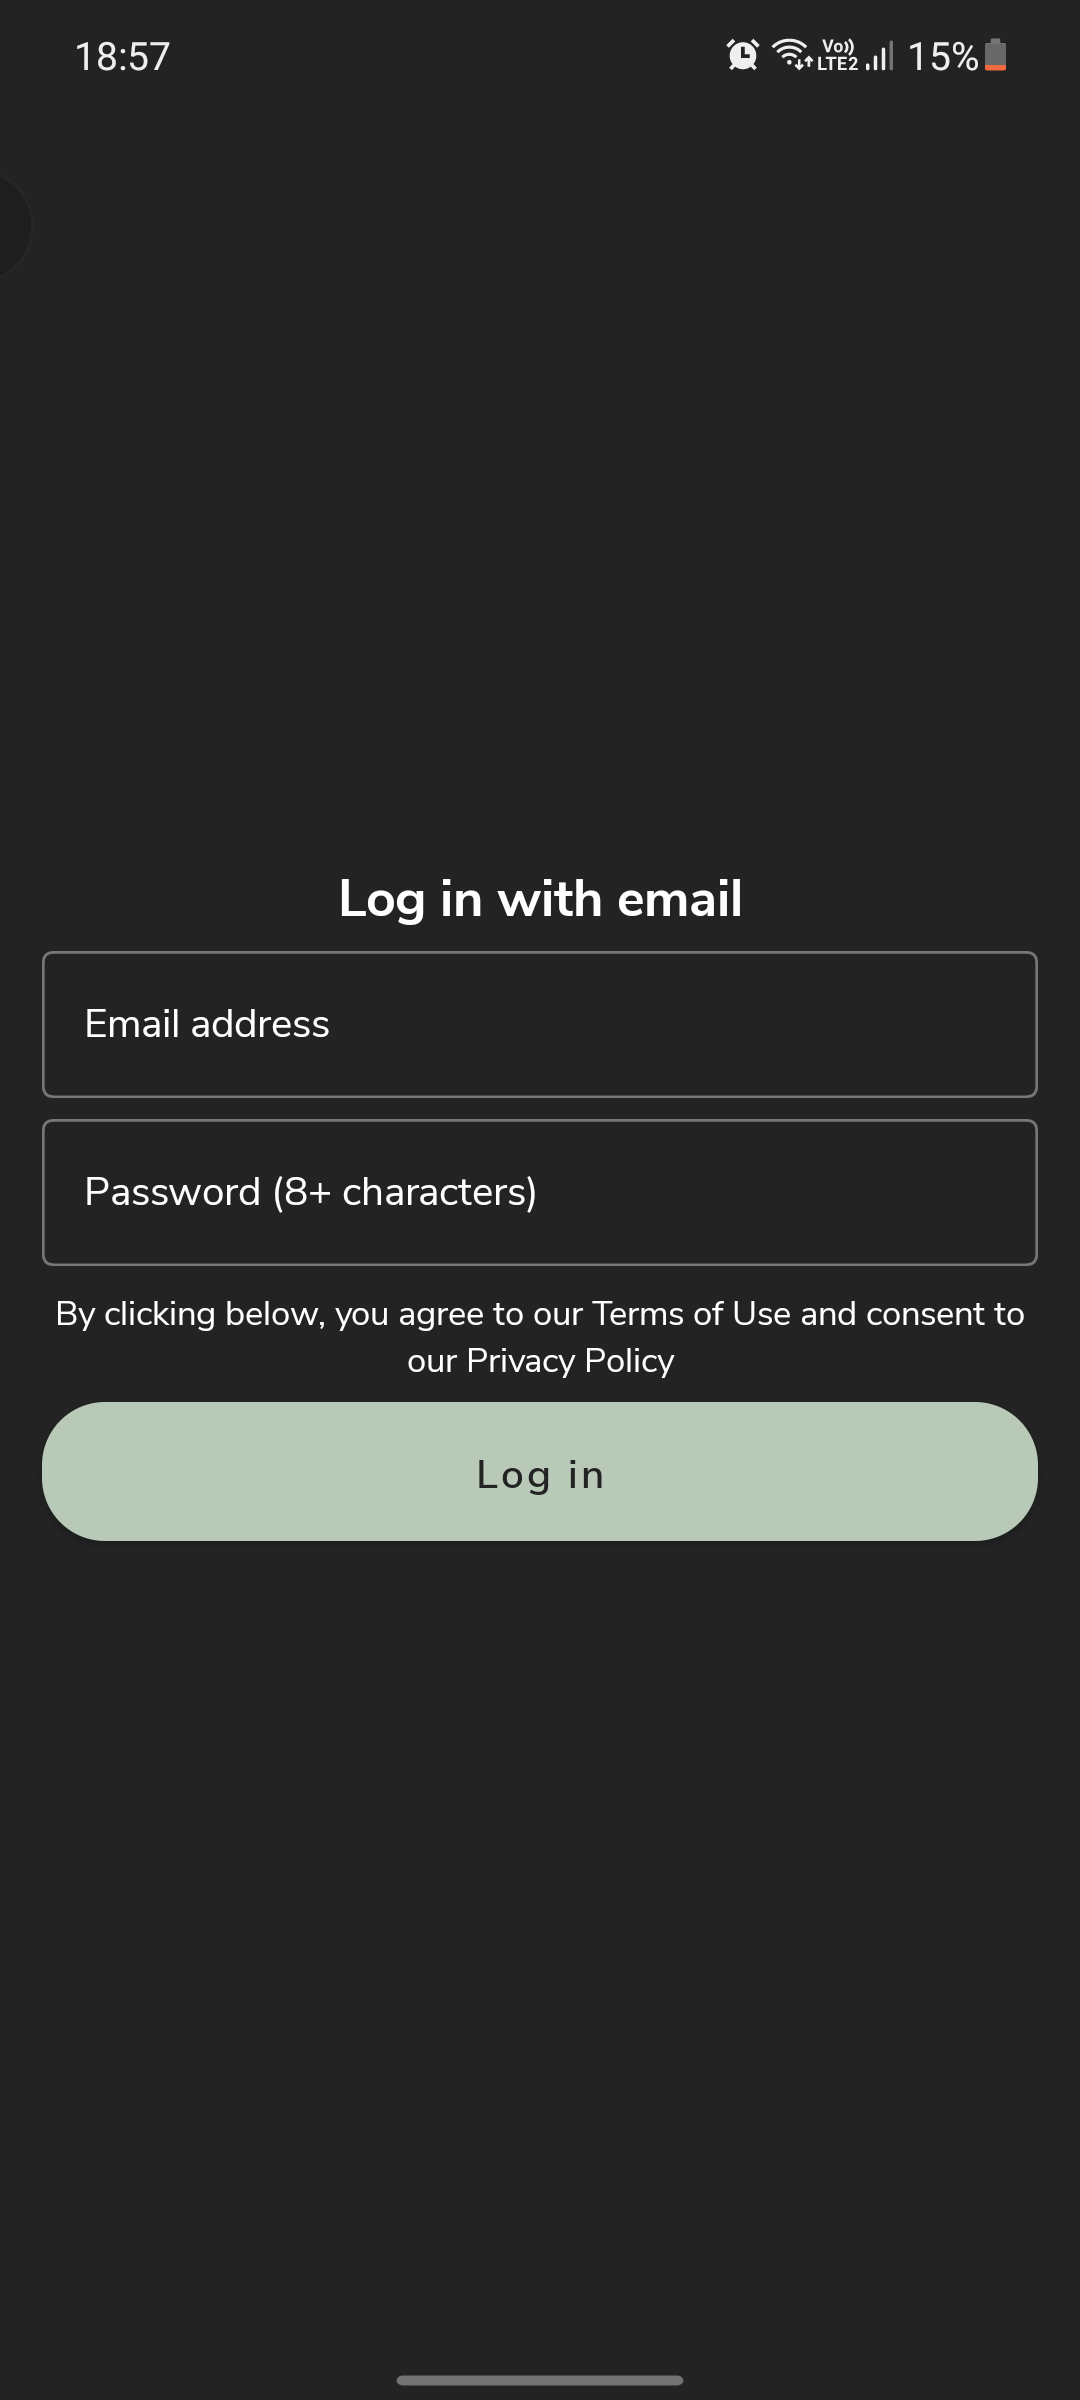 18:57
Vo)) LTE2 15%
Log in with email
Email address
Password (8+ characters)
By clicking below, you agree to our Terms of Use and consent to
our Privacy Policy
Log in